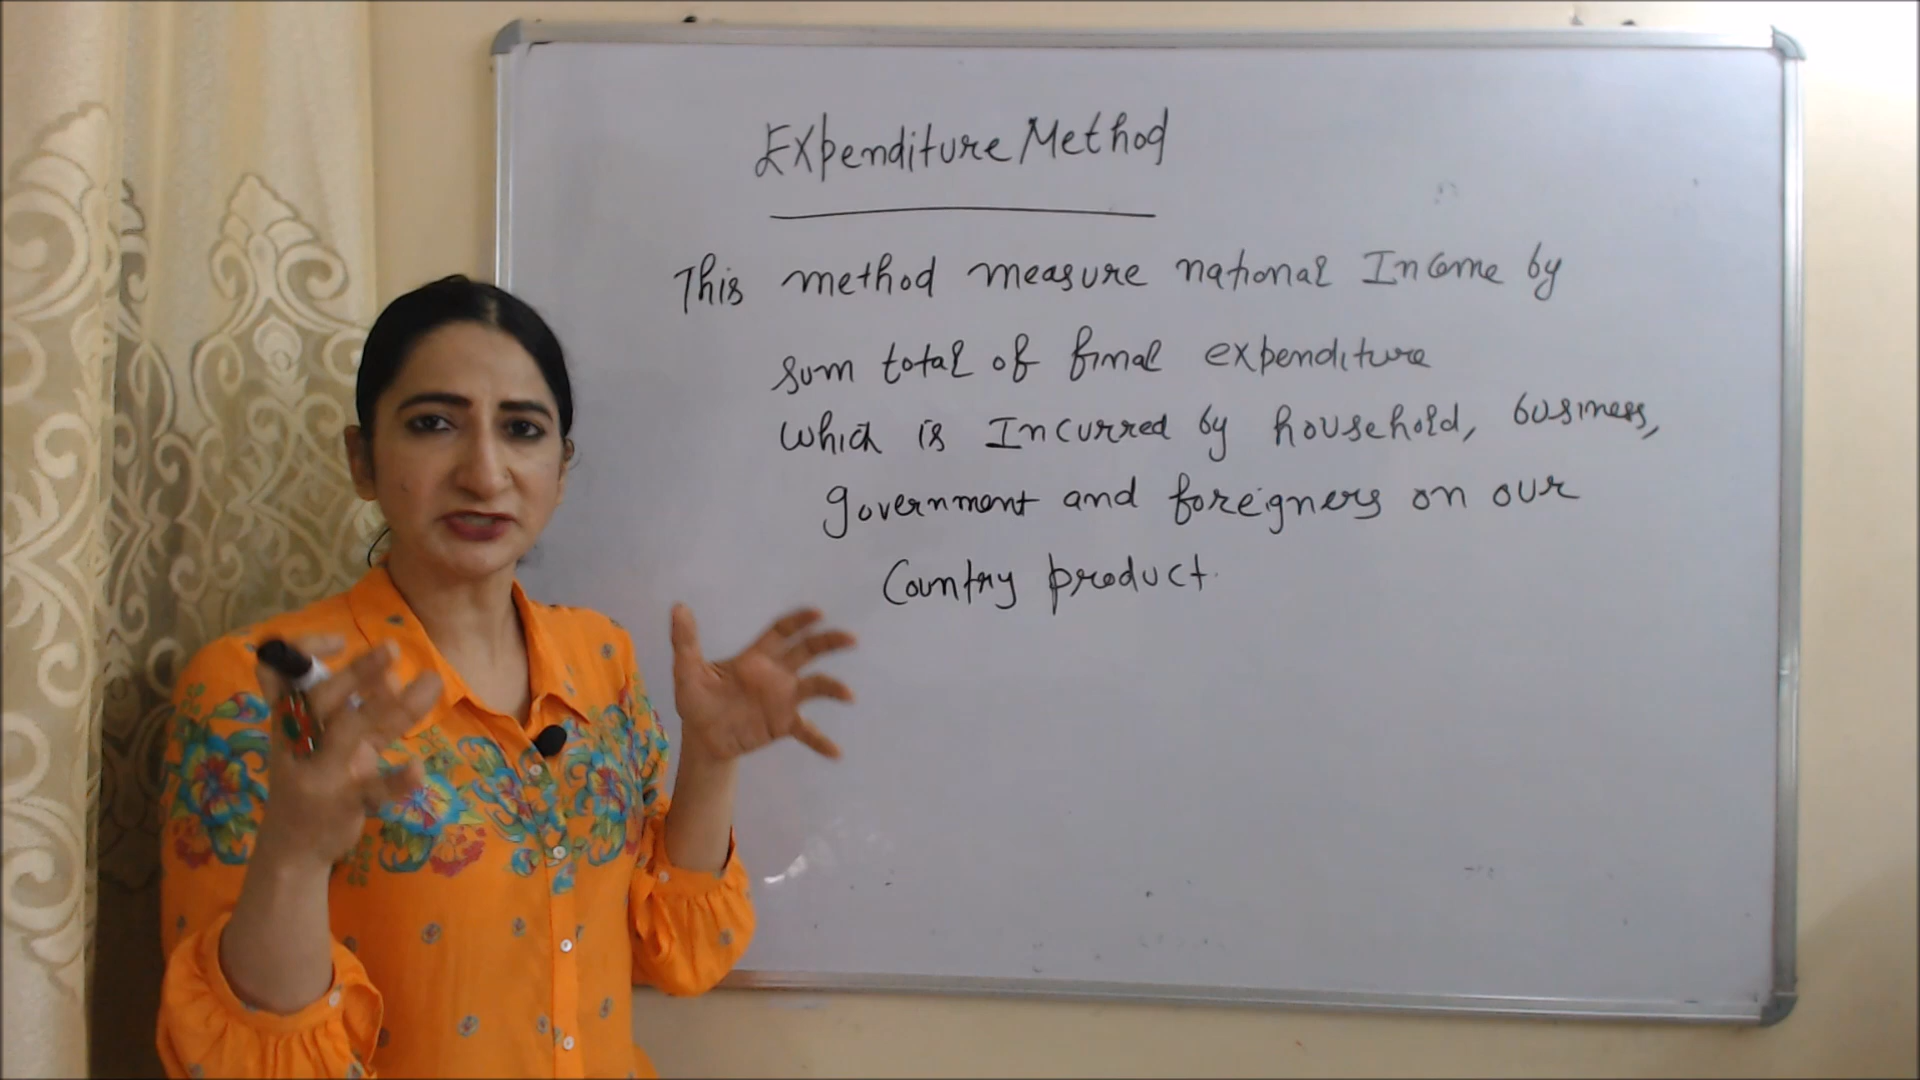 Expenditure Method
This method measure national Income by
sum total of final expenditure
which is Incurred by household, business,
government and foreigners on our
Country product.